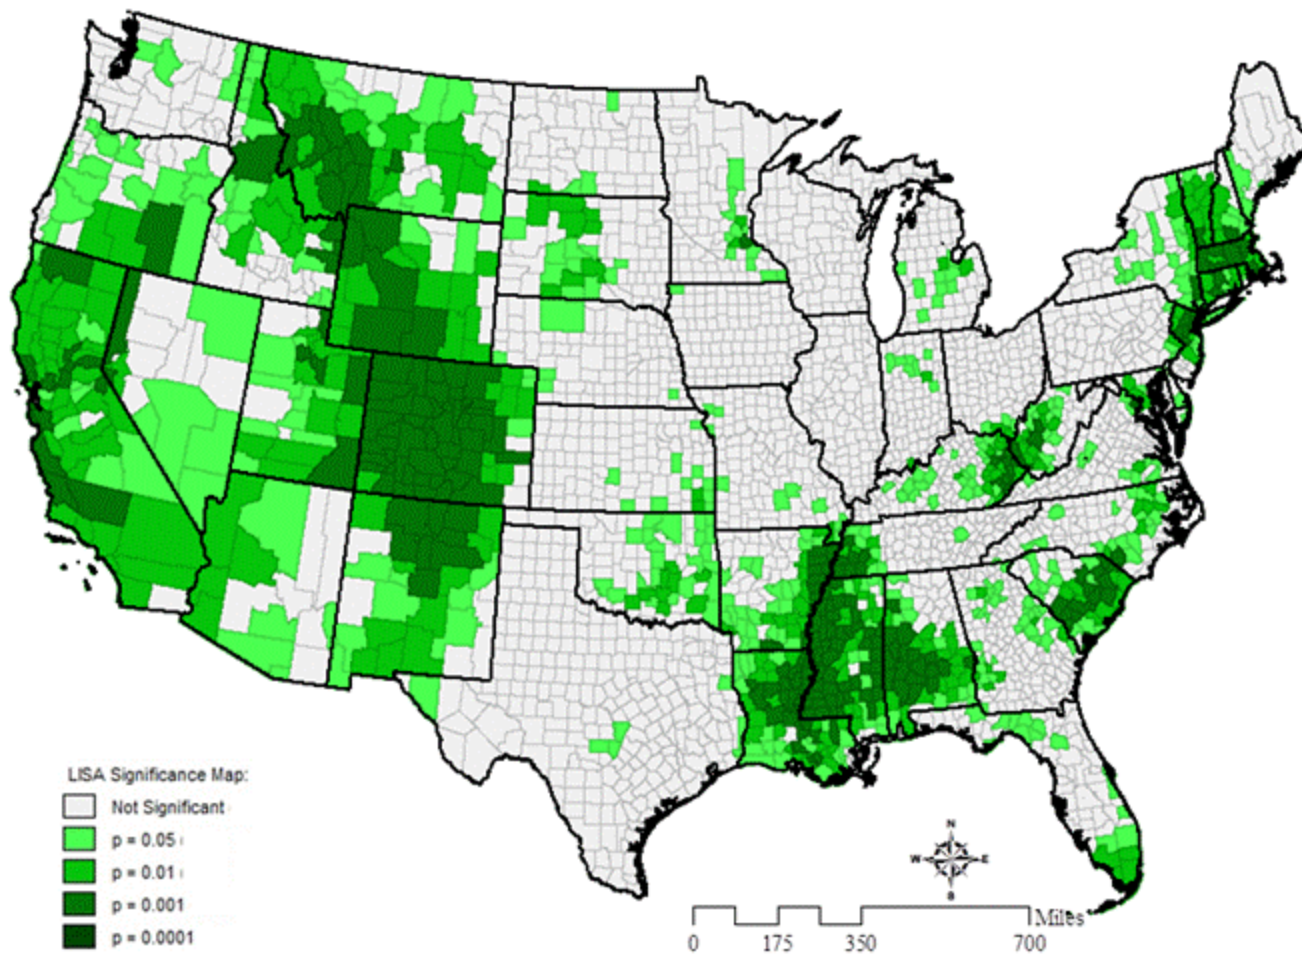 LISA Significance Map:
Not Significant
p = 0.05
p = 0.01
p = 0.001
p = 0.0001
N
W E
S
Miles
0 175 350 700